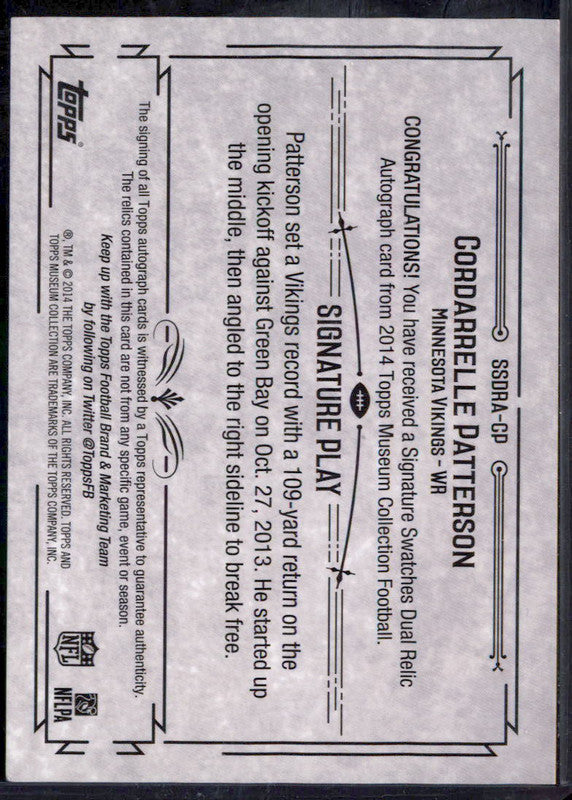 SSDRA-CP
CORDARRELLE PATTERSON
MINNESOTA VIKINGS - WR
CONGRATULATIONS! You have received a Signature Swatches Dual Relic
Autograph card from 2014 Topps Museum Collection Football.
SIGNATURE PLAY
Patterson set a Vikings record with a 109-yard return on the
opening kickoff against Green Bay on Oct. 27, 2013. He started up
the middle, then angled to the right sideline to break free.
The signing of all Topps autograph cards is witnessed by a Topps representative to guarantee authenticity.
The relics contained in this card are not from any specific game, event or season.
Keep up with the Topps Football Brand & Marketing Team
by following on Twitter @ToppsFB
topps®
®, TM & © 2014 THE TOPPS COMPANY, INC. ALL RIGHTS RESERVED. TOPPS AND
TOPPS MUSEUM COLLECTION ARE TRADEMARKS OF THE TOPPS COMPANY, INC.
NFL
NFLPA